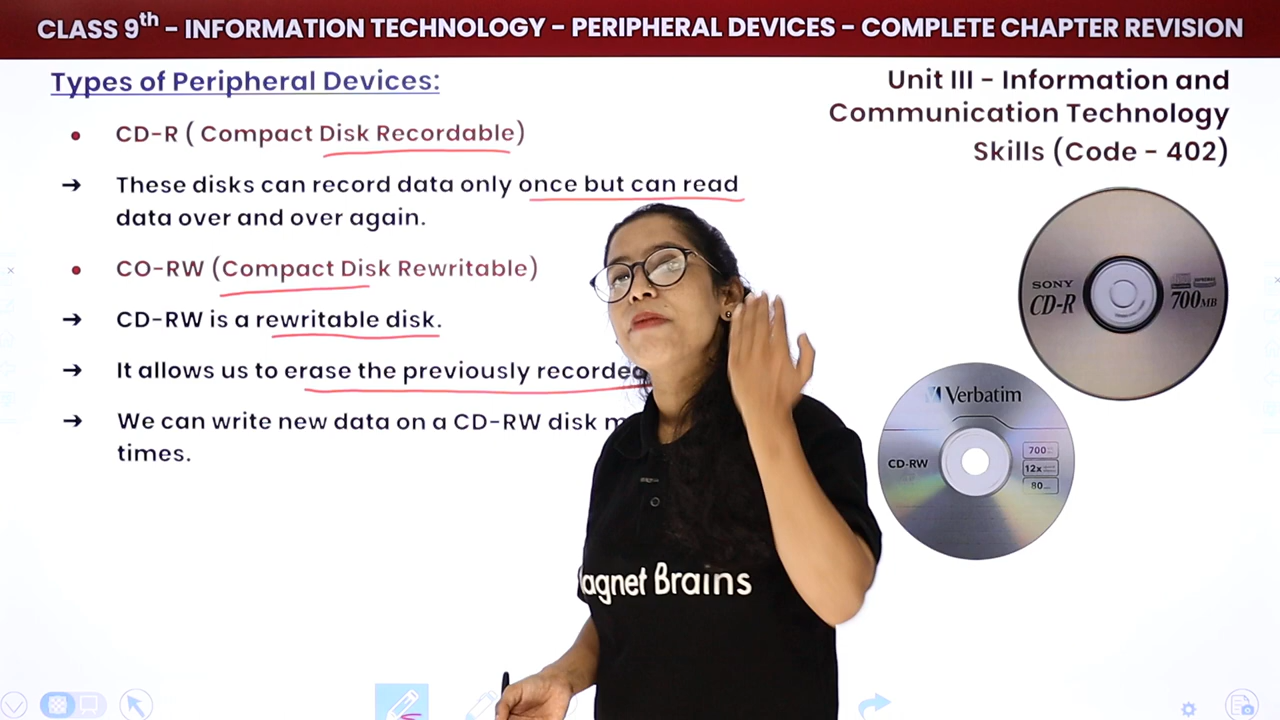 CLASS 9th – INFORMATION TECHNOLOGY – PERIPHERAL DEVICES – COMPLETE CHAPTER REVISION
Types of Peripheral Devices:
Unit III - Information and
Communication Technology
Skills (Code - 402)
• CD-R ( Compact Disk Recordable)
→ These disks can record data only once but can read
data over and over again.
• CO-RW (Compact Disk Rewritable)
→ CD-RW is a rewritable disk.
→ It allows us to erase the previously recorded
→ We can write new data on a CD-RW disk
times.
SONY
CD-R
700MB
Verbatim
CD-RW
700
12x
80
agnet Brains